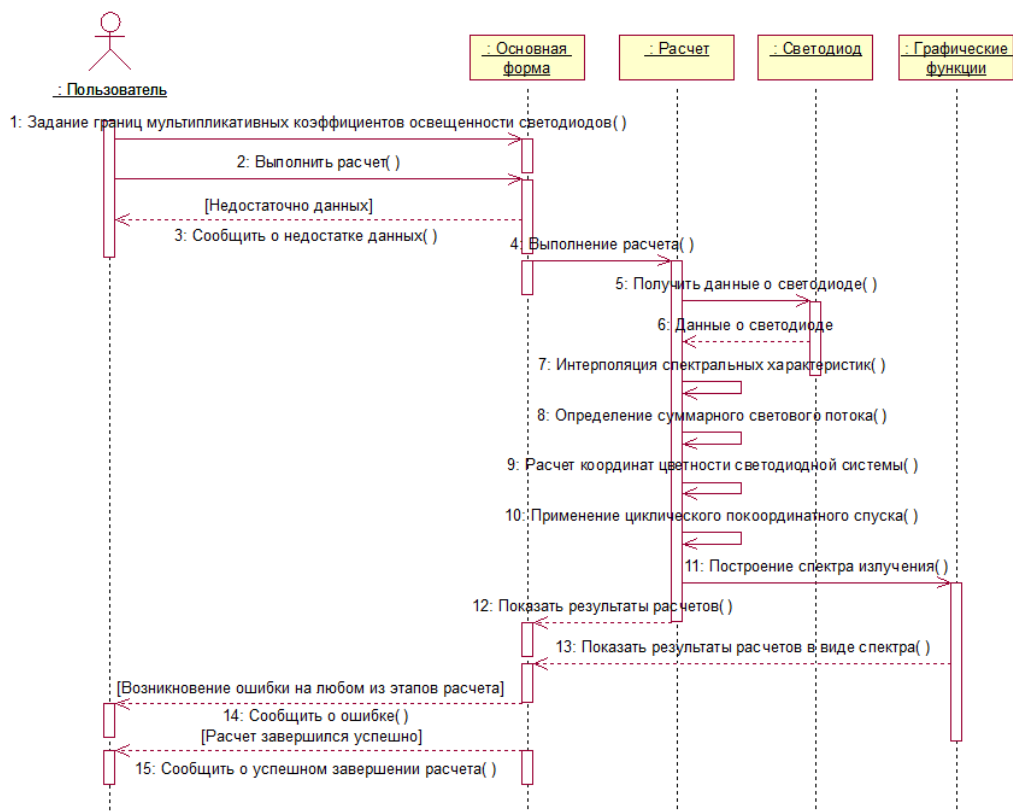 : Основная
форма
: Расчет
: Светодиод
: Графические
функции
: Пользователь
1: Задание границ мультипликативных коэффициентов освещенности светодиодов( )
2: Выполнить расчет( )
[Недостаточно данных]
3: Сообщить о недостатке данных( )
4: Выполнение расчета( )
5: Получить данные о светодиоде( )
6: Данные о светодиоде
7: Интерполяция спектральных характеристик( )
8: Определение суммарного светового потока( )
9: Расчет координат цветности светодиодной системы( )
10: Применение циклического покоординатного спуска( )
11: Построение спектра излучения( )
12: Показать результаты расчетов( )
13: Показать результаты расчетов в виде спектра( )
[Возникновение ошибки на любом из этапов расчета]
14: Сообщить о ошибке( )
[Расчет завершился успешно]
15: Сообщить о успешном завершении расчета( )